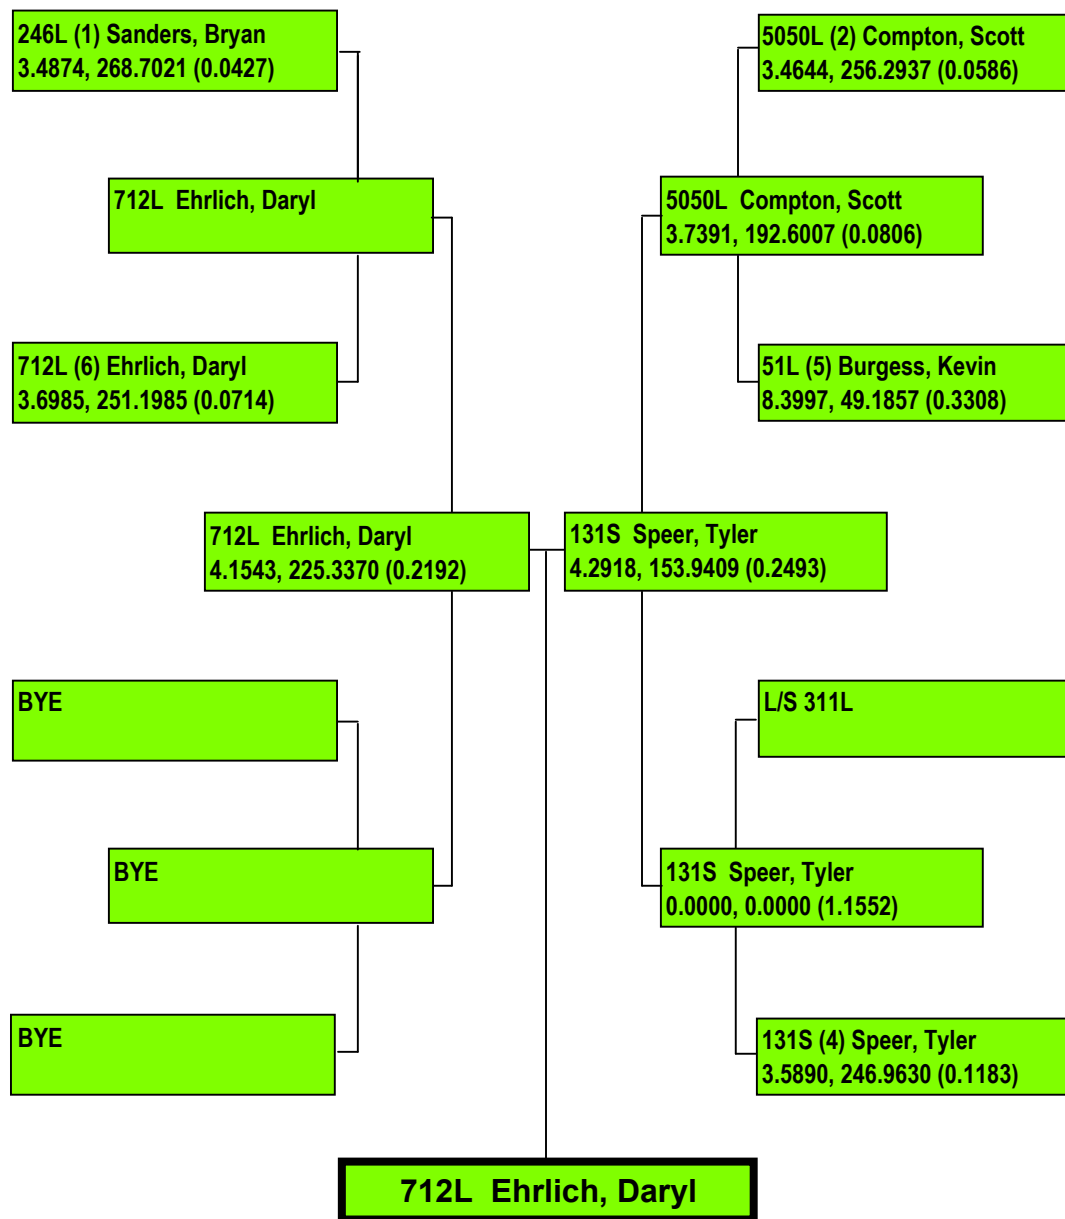 246L (1) Sanders, Bryan
3.4874, 268.7021 (0.0427)
5050L (2) Compton, Scott
3.4644, 256.2937 (0.0586)
712L  Ehrlich, Daryl
5050L  Compton, Scott
3.7391, 192.6007 (0.0806)
712L (6) Ehrlich, Daryl
3.6985, 251.1985 (0.0714)
51L (5) Burgess, Kevin
8.3997, 49.1857 (0.3308)
712L  Ehrlich, Daryl
4.1543, 225.3370 (0.2192)
131S  Speer, Tyler
4.2918, 153.9409 (0.2493)
BYE
L/S 311L
BYE
131S  Speer, Tyler
0.0000, 0.0000 (1.1552)
BYE
131S (4) Speer, Tyler
3.5890, 246.9630 (0.1183)
712L  Ehrlich, Daryl